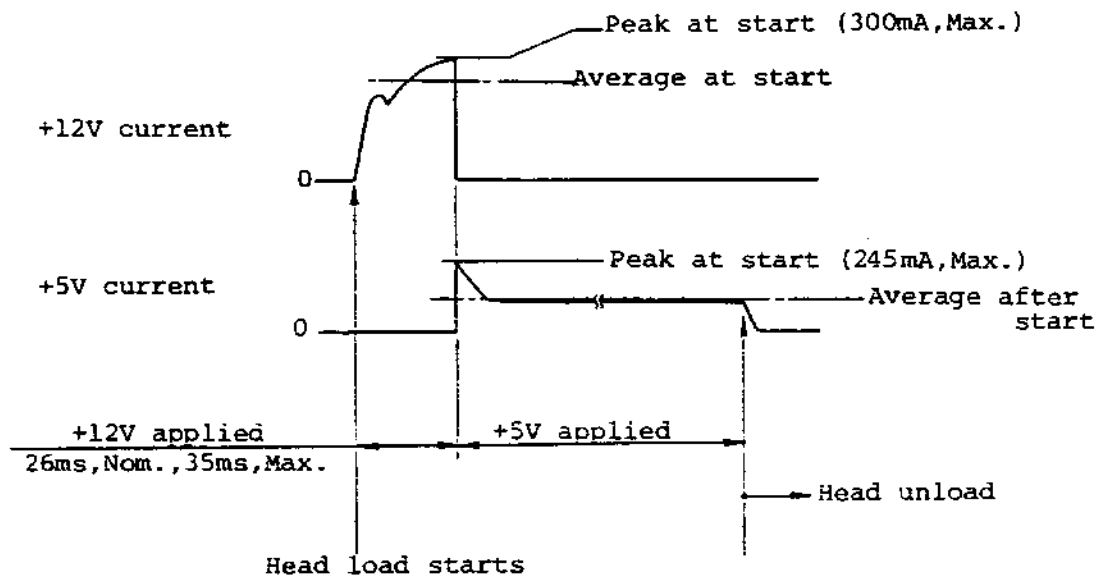 Peak at start (300mA,Max.)
Average at start
+12V current
0
Peak at start (245mA,Max.)
+5V current
Average after
start
0
+12V applied
+5V applied
26ms,Nom.,35ms,Max.
Head unload
Head load starts